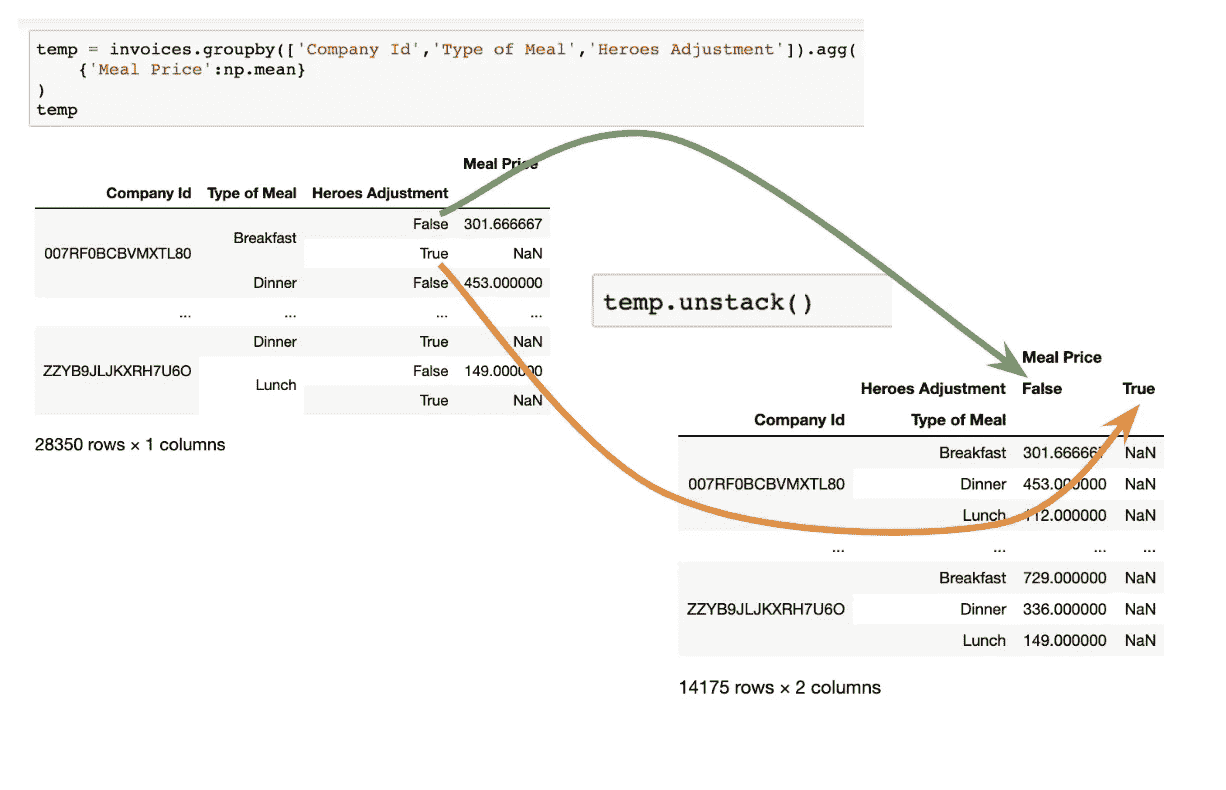 temp = invoices.groupby(['Company Id','Type of Meal','Heroes Adjustment']).agg(
    {'Meal Price':np.mean}
)
temp
Meal Price
Company Id Type of Meal Heroes Adjustment
007RF0BCBVMXTL80 Breakfast False 301.666667
True NaN
Dinner False 453.000000
... ... ... ...
ZZYB9JLJKXRH7U6O Dinner True NaN
Lunch False 149.000000
True NaN
28350 rows × 1 columns
temp.unstack()
Meal Price
Heroes Adjustment False True
Company Id Type of Meal
007RF0BCBVMXTL80 Breakfast 301.666667 NaN
Dinner 453.000000 NaN
Lunch 112.000000 NaN
... ... ... ...
ZZYB9JLJKXRH7U6O Breakfast 729.000000 NaN
Dinner 336.000000 NaN
Lunch 149.000000 NaN
14175 rows × 2 columns